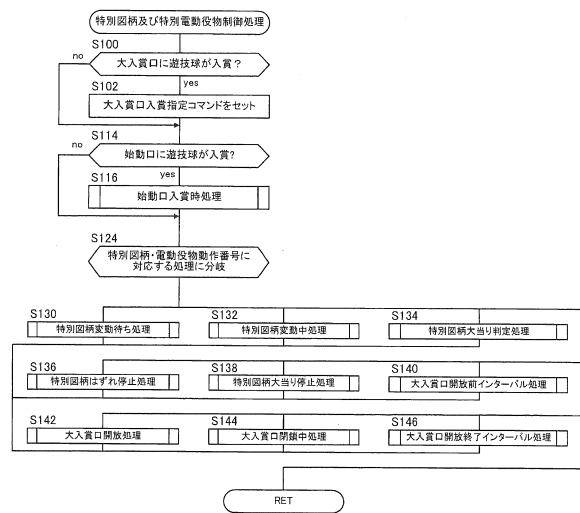 特別図柄及び特別電動役物制御処理
S100
no
大入賞口に遊技球が入賞？
yes
S102
大入賞口入賞指定コマンドをセット
S114
no
始動口に遊技球が入賞?
yes
S116
始動口入賞時処理
S124
特別図柄・電動役物動作番号に
対応する処理に分岐
S130
特別図柄変動待ち処理
S132
特別図柄変動中処理
S134
特別図柄大当り判定処理
S136
特別図柄はずれ停止処理
S138
特別図柄大当り停止処理
S140
大入賞口開放前インターバル処理
S142
大入賞口開放処理
S144
大入賞口閉鎖中処理
S146
大入賞口開放終了インターバル処理
RET